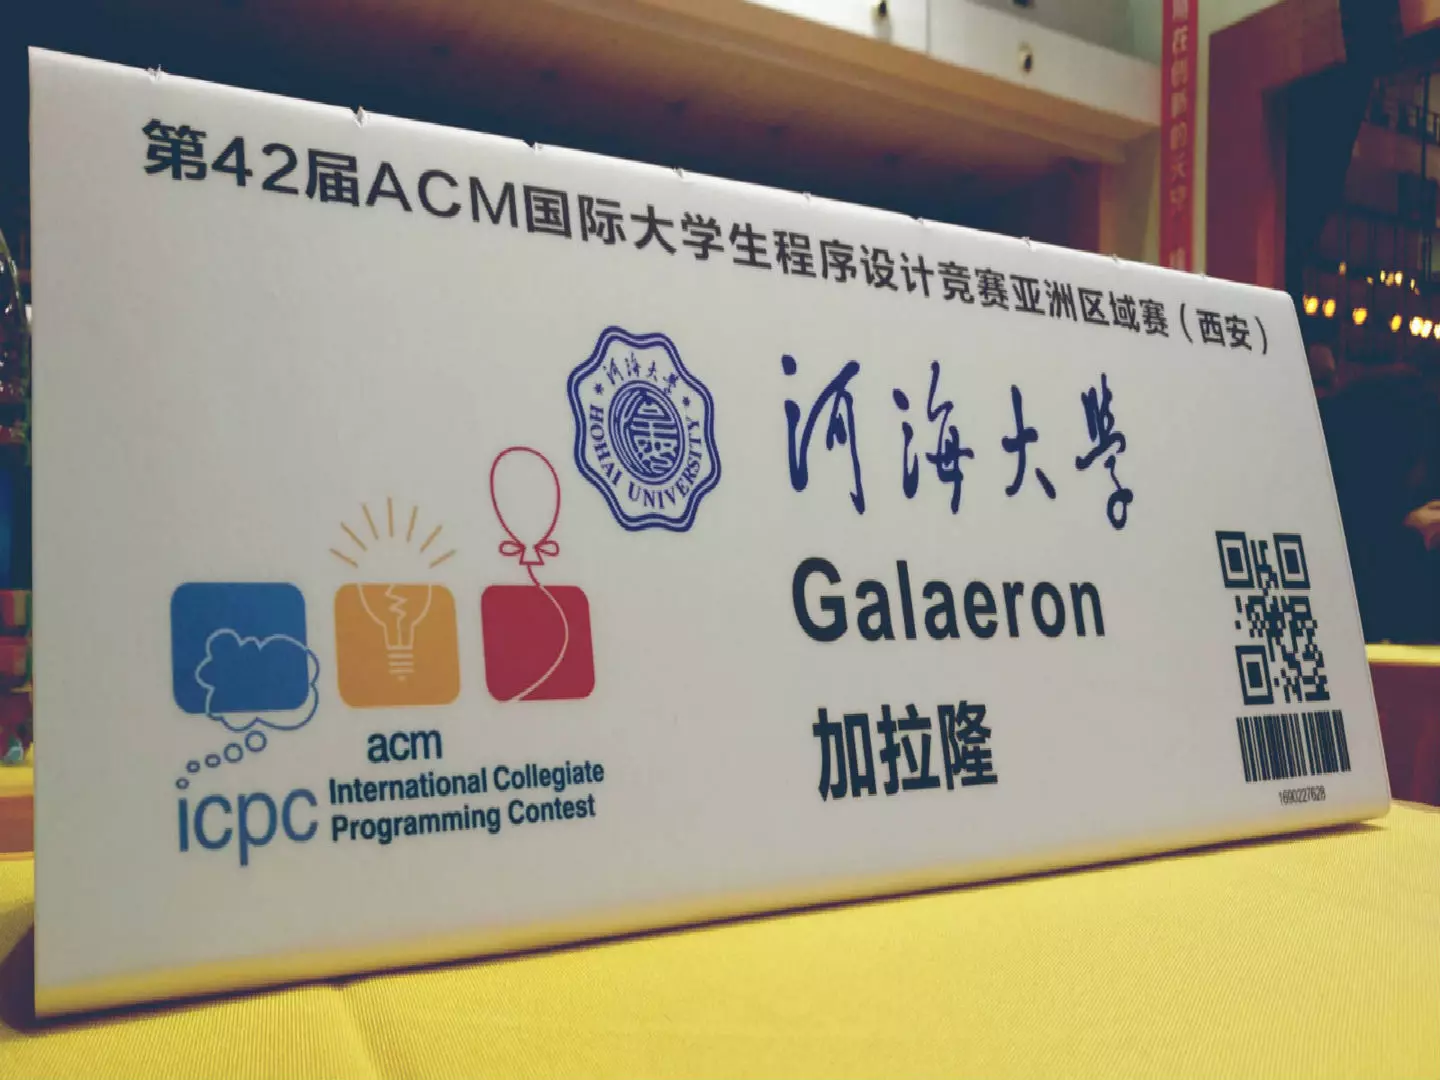 第42届ACM国际大学生程序设计竞赛亚洲区域赛（西安）
河海大学
HOHAI UNIVERSITY
河海大学
Galaeron
加拉隆
acm
icpc
International Collegiate
Programming Contest
1690227628